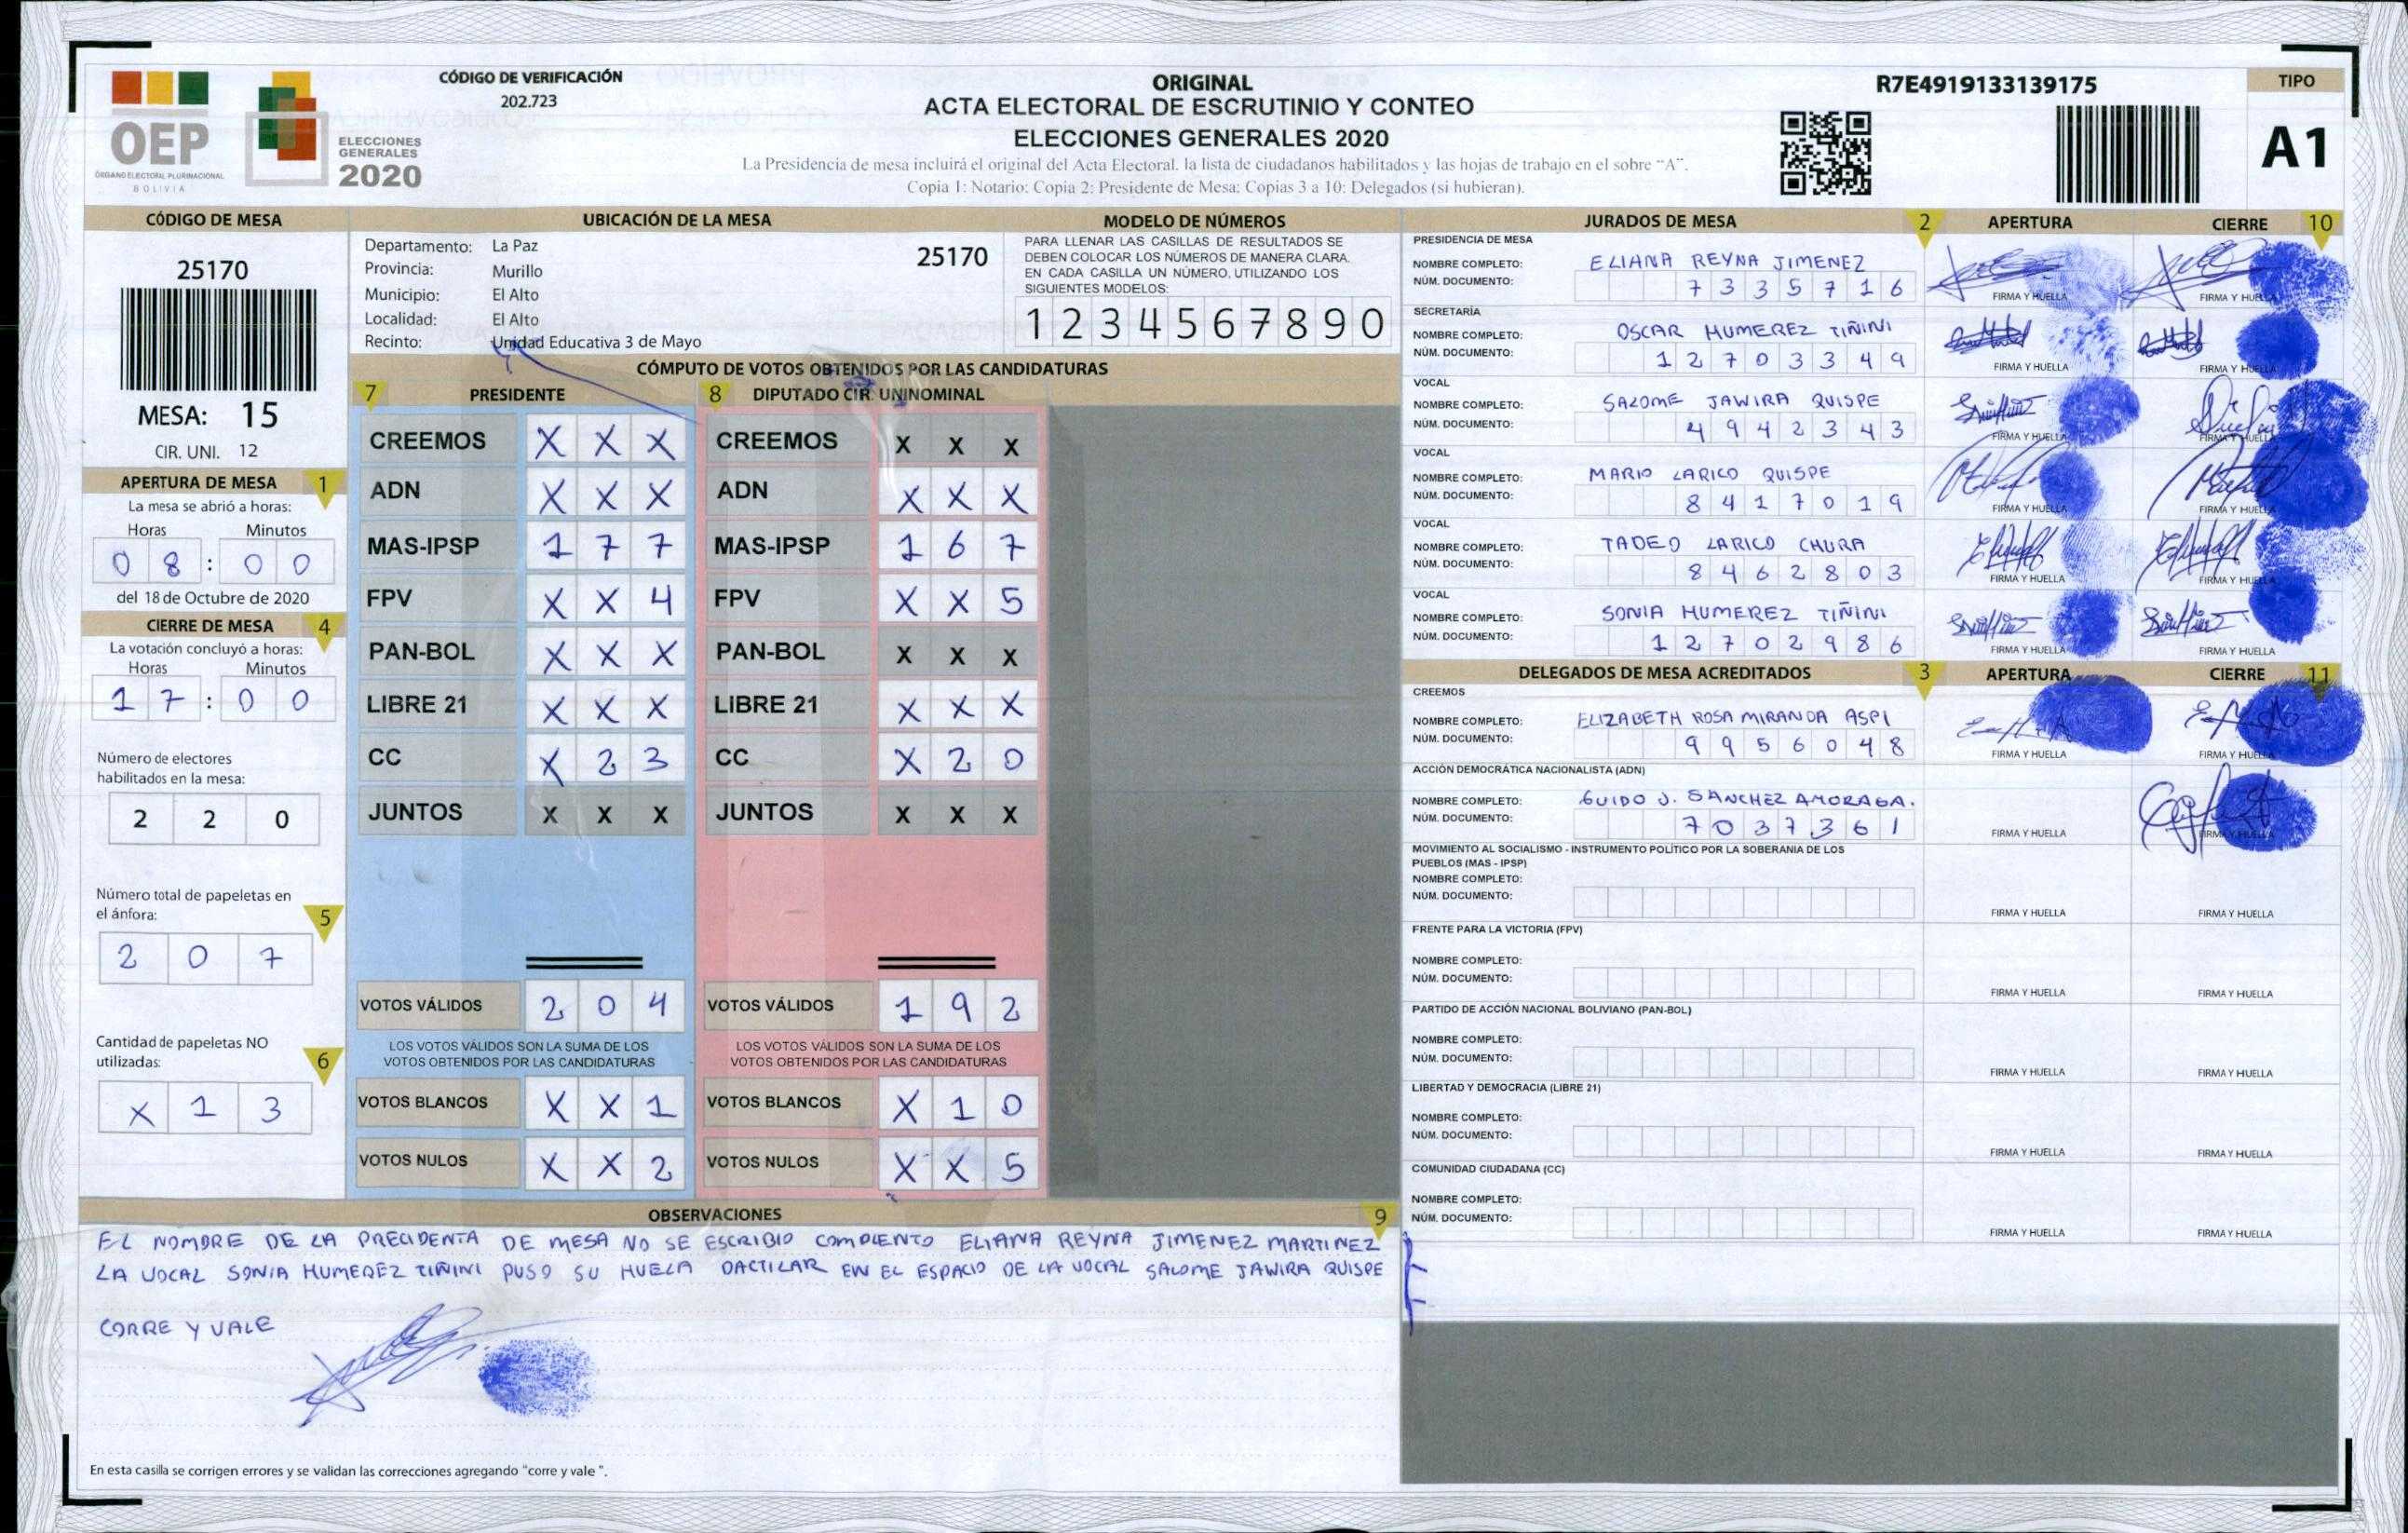 OEP
ÓRGANO ELECTORAL PLURINACIONAL
BOLIVIA
ELECCIONES
GENERALES
2020
CÓDIGO DE VERIFICACIÓN
202.723
ORIGINAL
ACTA ELECTORAL DE ESCRUTINIO Y CONTEO
ELECCIONES GENERALES 2020
La Presidencia de mesa incluirá el original del Acta Electoral. la lista de ciudadanos habilitados y las hojas de trabajo en el sobre “A”.
Copia 1: Notario; Copia 2: Presidente de Mesa; Copias 3 a 10: Delegados (si hubieran).
R7E4919133139175
TIPO
A1
CÓDIGO DE MESA
25170
MESA: 15
CIR. UNI. 12
APERTURA DE MESA 1
La mesa se abrió a horas:
Horas Minutos
0 8 : 0 0
del 18 de Octubre de 2020
CIERRE DE MESA 4
La votación concluyó a horas:
Horas Minutos
1 7 : 0 0
Número de electores
habilitados en la mesa:
2 2 0
Número total de papeletas en
el ánfora: 5
2 0 7
Cantidad de papeletas NO
utilizadas: 6
X 1 3
UBICACIÓN DE LA MESA
Departamento: La Paz 25170
Provincia: Murillo
Municipio: El Alto
Localidad: El Alto
Recinto: Unidad Educativa 3 de Mayo
MODELO DE NÚMEROS
PARA LLENAR LAS CASILLAS DE RESULTADOS SE
DEBEN COLOCAR LOS NÚMEROS DE MANERA CLARA.
EN CADA CASILLA UN NÚMERO, UTILIZANDO LOS
SIGUIENTES MODELOS:
1 2 3 4 5 6 7 8 9 0
CÓMPUTO DE VOTOS OBTENIDOS POR LAS CANDIDATURAS
7 PRESIDENTE 8 DIPUTADO CIR. UNINOMINAL
CREEMOS X X X CREEMOS X X X
ADN X X X ADN X X X
MAS-IPSP 1 7 7 MAS-IPSP 1 6 7
FPV X X 4 FPV X X 5
PAN-BOL X X X PAN-BOL X X X
LIBRE 21 X X X LIBRE 21 X X X
CC X 2 3 CC X 2 0
JUNTOS X X X JUNTOS X X X
VOTOS VÁLIDOS 2 0 4 VOTOS VÁLIDOS 1 9 2
LOS VOTOS VÁLIDOS SON LA SUMA DE LOS LOS VOTOS VÁLIDOS SON LA SUMA DE LOS
VOTOS OBTENIDOS POR LAS CANDIDATURAS VOTOS OBTENIDOS POR LAS CANDIDATURAS
VOTOS BLANCOS X X 1 VOTOS BLANCOS X 1 0
VOTOS NULOS X X 2 VOTOS NULOS X X 5
JURADOS DE MESA 2 APERTURA CIERRE 10
PRESIDENCIA DE MESA
NOMBRE COMPLETO: ELIANA REYNA JIMENEZ
NÚM. DOCUMENTO: 7 3 3 5 7 1 6
FIRMA Y HUELLA FIRMA Y HUELLA
SECRETARÍA
NOMBRE COMPLETO: OSCAR HUMEREZ TIÑINI
NÚM. DOCUMENTO: 1 2 7 0 3 3 4 9
FIRMA Y HUELLA FIRMA Y HUELLA
VOCAL
NOMBRE COMPLETO: SALOME JAWIRA QUISPE
NÚM. DOCUMENTO: 4 9 4 2 3 4 3
FIRMA Y HUELLA FIRMA Y HUELLA
VOCAL
NOMBRE COMPLETO: MARIO LARICO QUISPE
NÚM. DOCUMENTO: 8 4 1 7 0 1 9
FIRMA Y HUELLA FIRMA Y HUELLA
VOCAL
NOMBRE COMPLETO: TADEO LARICO CHURA
NÚM. DOCUMENTO: 8 4 6 2 8 0 3
FIRMA Y HUELLA FIRMA Y HUELLA
VOCAL
NOMBRE COMPLETO: SONIA HUMEREZ TIÑINI
NÚM. DOCUMENTO: 1 2 7 0 2 9 8 6
FIRMA Y HUELLA FIRMA Y HUELLA
DELEGADOS DE MESA ACREDITADOS 3 APERTURA CIERRE 11
CREEMOS
NOMBRE COMPLETO: ELIZABETH ROSA MIRANDA ASPI
NÚM. DOCUMENTO: 9 9 5 6 0 4 8
FIRMA Y HUELLA FIRMA Y HUELLA
ACCIÓN DEMOCRÁTICA NACIONALISTA (ADN)
NOMBRE COMPLETO: GUIDO J. SANCHEZ AMORAGA.
NÚM. DOCUMENTO: 7 0 3 7 3 6 1
FIRMA Y HUELLA FIRMA Y HUELLA
MOVIMIENTO AL SOCIALISMO - INSTRUMENTO POLÍTICO POR LA SOBERANIA DE LOS
PUEBLOS (MAS - IPSP)
NOMBRE COMPLETO:
NÚM. DOCUMENTO:
FIRMA Y HUELLA FIRMA Y HUELLA
FRENTE PARA LA VICTORIA (FPV)
NOMBRE COMPLETO:
NÚM. DOCUMENTO:
FIRMA Y HUELLA FIRMA Y HUELLA
PARTIDO DE ACCIÓN NACIONAL BOLIVIANO (PAN-BOL)
NOMBRE COMPLETO:
NÚM. DOCUMENTO:
FIRMA Y HUELLA FIRMA Y HUELLA
LIBERTAD Y DEMOCRACIA (LIBRE 21)
NOMBRE COMPLETO:
NÚM. DOCUMENTO:
FIRMA Y HUELLA FIRMA Y HUELLA
COMUNIDAD CIUDADANA (CC)
NOMBRE COMPLETO:
NÚM. DOCUMENTO:
FIRMA Y HUELLA FIRMA Y HUELLA
OBSERVACIONES 9
EL NOMBRE DE LA PRECIDENTA DE MESA NO SE ESCRIBIO COMPLENTO ELIANA REYNA JIMENEZ MARTINEZ
LA VOCAL SONIA HUMEREZ TIÑINI PUSO SU HUELA DACTILAR EN EL ESPACIO DE LA VOCAL SALOME JAWIRA QUISPE
CORRE Y VALE
En esta casilla se corrigen errores y se validan las correcciones agregando “corre y vale”.